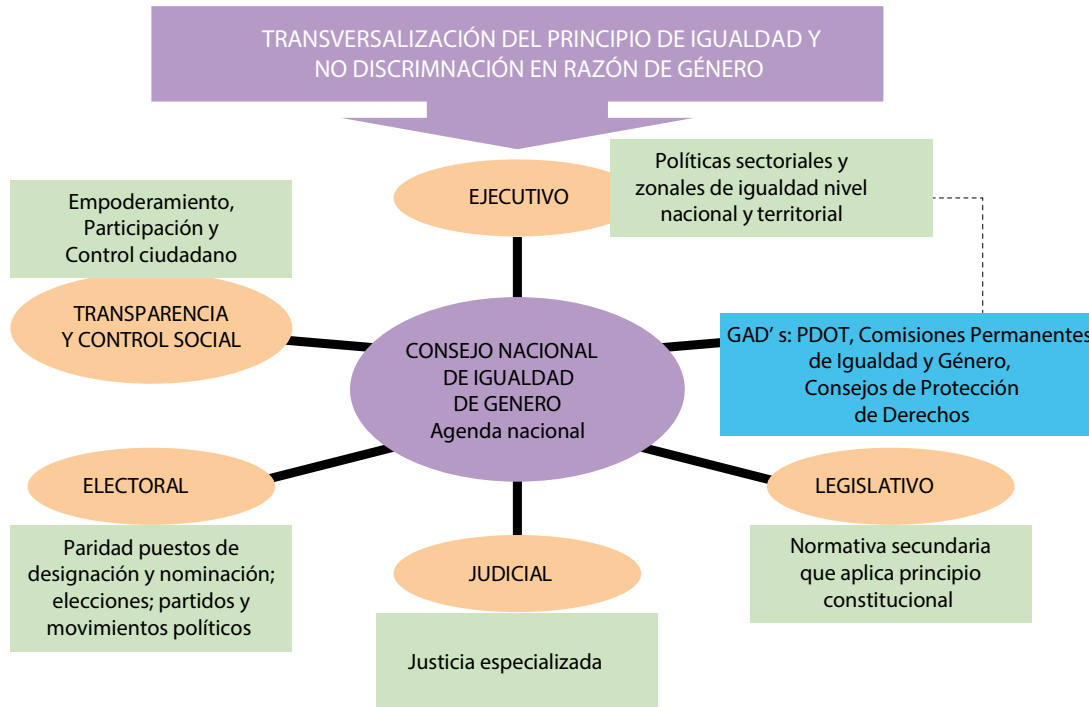 TRANSVERSALIZACIÓN DEL PRINCIPIO DE IGUALDAD Y
NO DISCRIMNACIÓN EN RAZÓN DE GÉNERO
EJECUTIVO
Políticas sectoriales y
zonales de igualdad nivel
nacional y territorial
Empoderamiento,
Participación y
Control ciudadano
TRANSPARENCIA
Y CONTROL SOCIAL
CONSEJO NACIONAL
DE IGUALDAD
DE GENERO
Agenda nacional
GAD' s: PDOT, Comisiones Permanentes
de Igualdad y Género,
Consejos de Protección
de Derechos
ELECTORAL
Paridad puestos de
designación y nominación;
elecciones; partidos y
movimientos políticos
JUDICIAL
Justicia especializada
LEGISLATIVO
Normativa secundaria
que aplica principio
constitucional